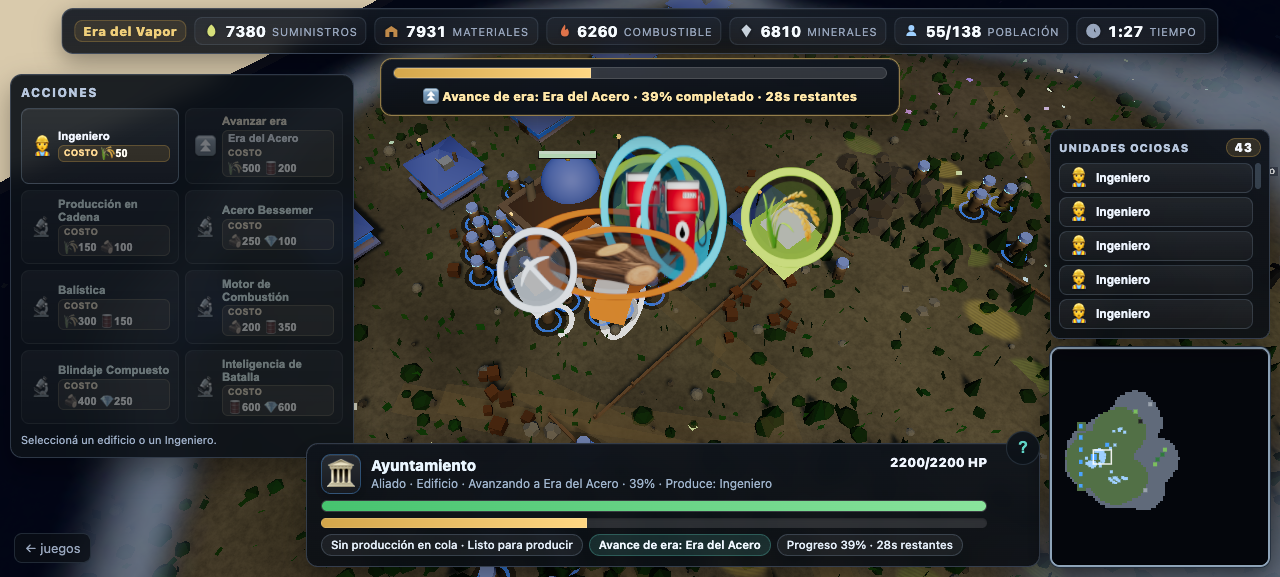 Era del Vapor
7380 SUMINISTROS
7931 MATERIALES
6260 COMBUSTIBLE
6810 MINERALES
55/138 POBLACIÓN
1:27 TIEMPO
Avance de era: Era del Acero · 39% completado · 28s restantes
ACCIONES
Ingeniero
COSTO 50
Avanzar era
Era del Acero
COSTO
500 200
Producción en
Cadena
COSTO
150 100
Acero Bessemer
COSTO
250 100
Balística
COSTO
300 150
Motor de
Combustión
COSTO
200 350
Blindaje Compuesto
COSTO
400 250
Inteligencia de
Batalla
COSTO
600 600
Seleccioná un edificio o un Ingeniero.
UNIDADES OCIOSAS 43
Ingeniero
Ingeniero
Ingeniero
Ingeniero
Ingeniero
?
Ayuntamiento
2200/2200 HP
Aliado · Edificio · Avanzando a Era del Acero · 39% · Produce: Ingeniero
Sin producción en cola · Listo para producir
Avance de era: Era del Acero
Progreso 39% · 28s restantes
← juegos